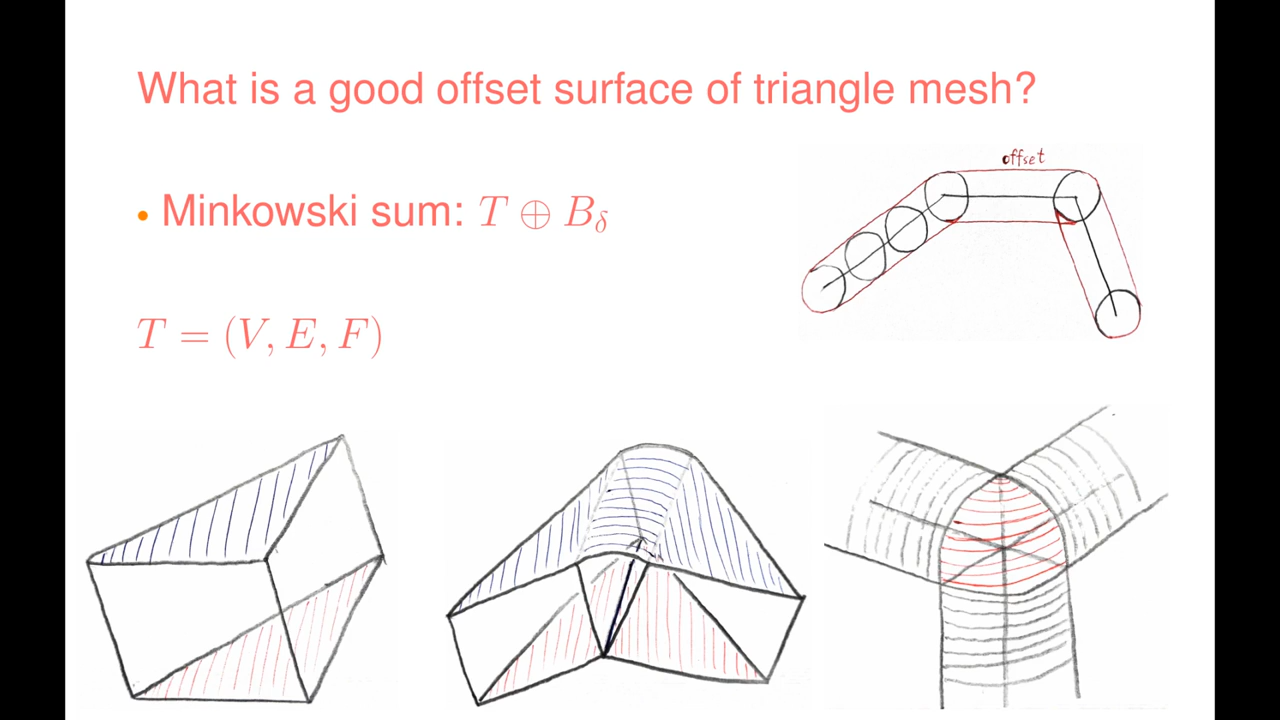 What is a good offset surface of triangle mesh?
offset
• Minkowski sum: T ⊕ B_δ
T = (V, E, F)